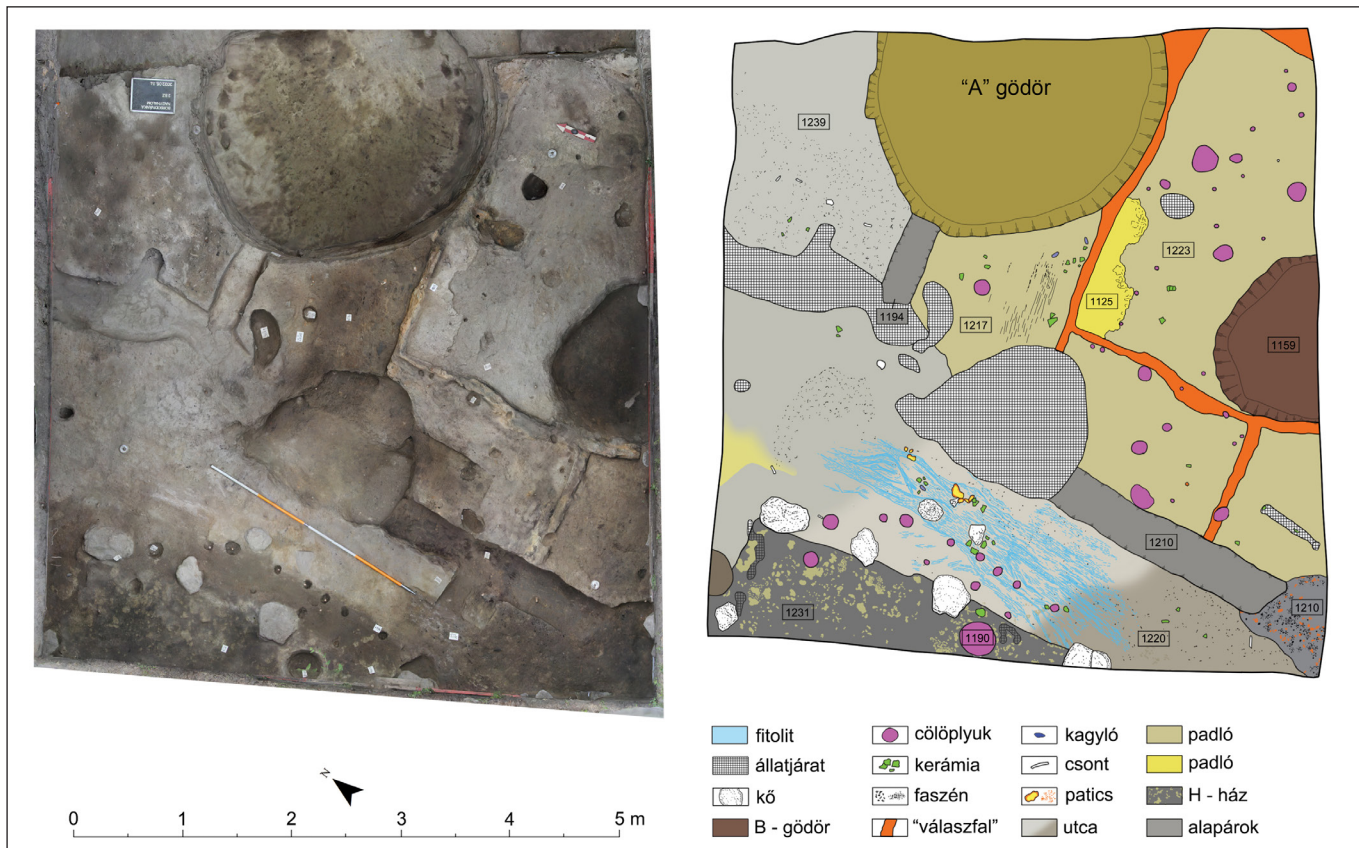 "A" gödör
1239
1223
1125
1194
1217
1159
1210
1231
1190
1220
1210
N
0 1 2 3 4 5 m
fitolit
állatjárat
kő
B - gödör
cölöplyuk
kerámia
faszén
"válaszfal"
kagyló
csont
patics
utca
padló
padló
H - ház
alapárok